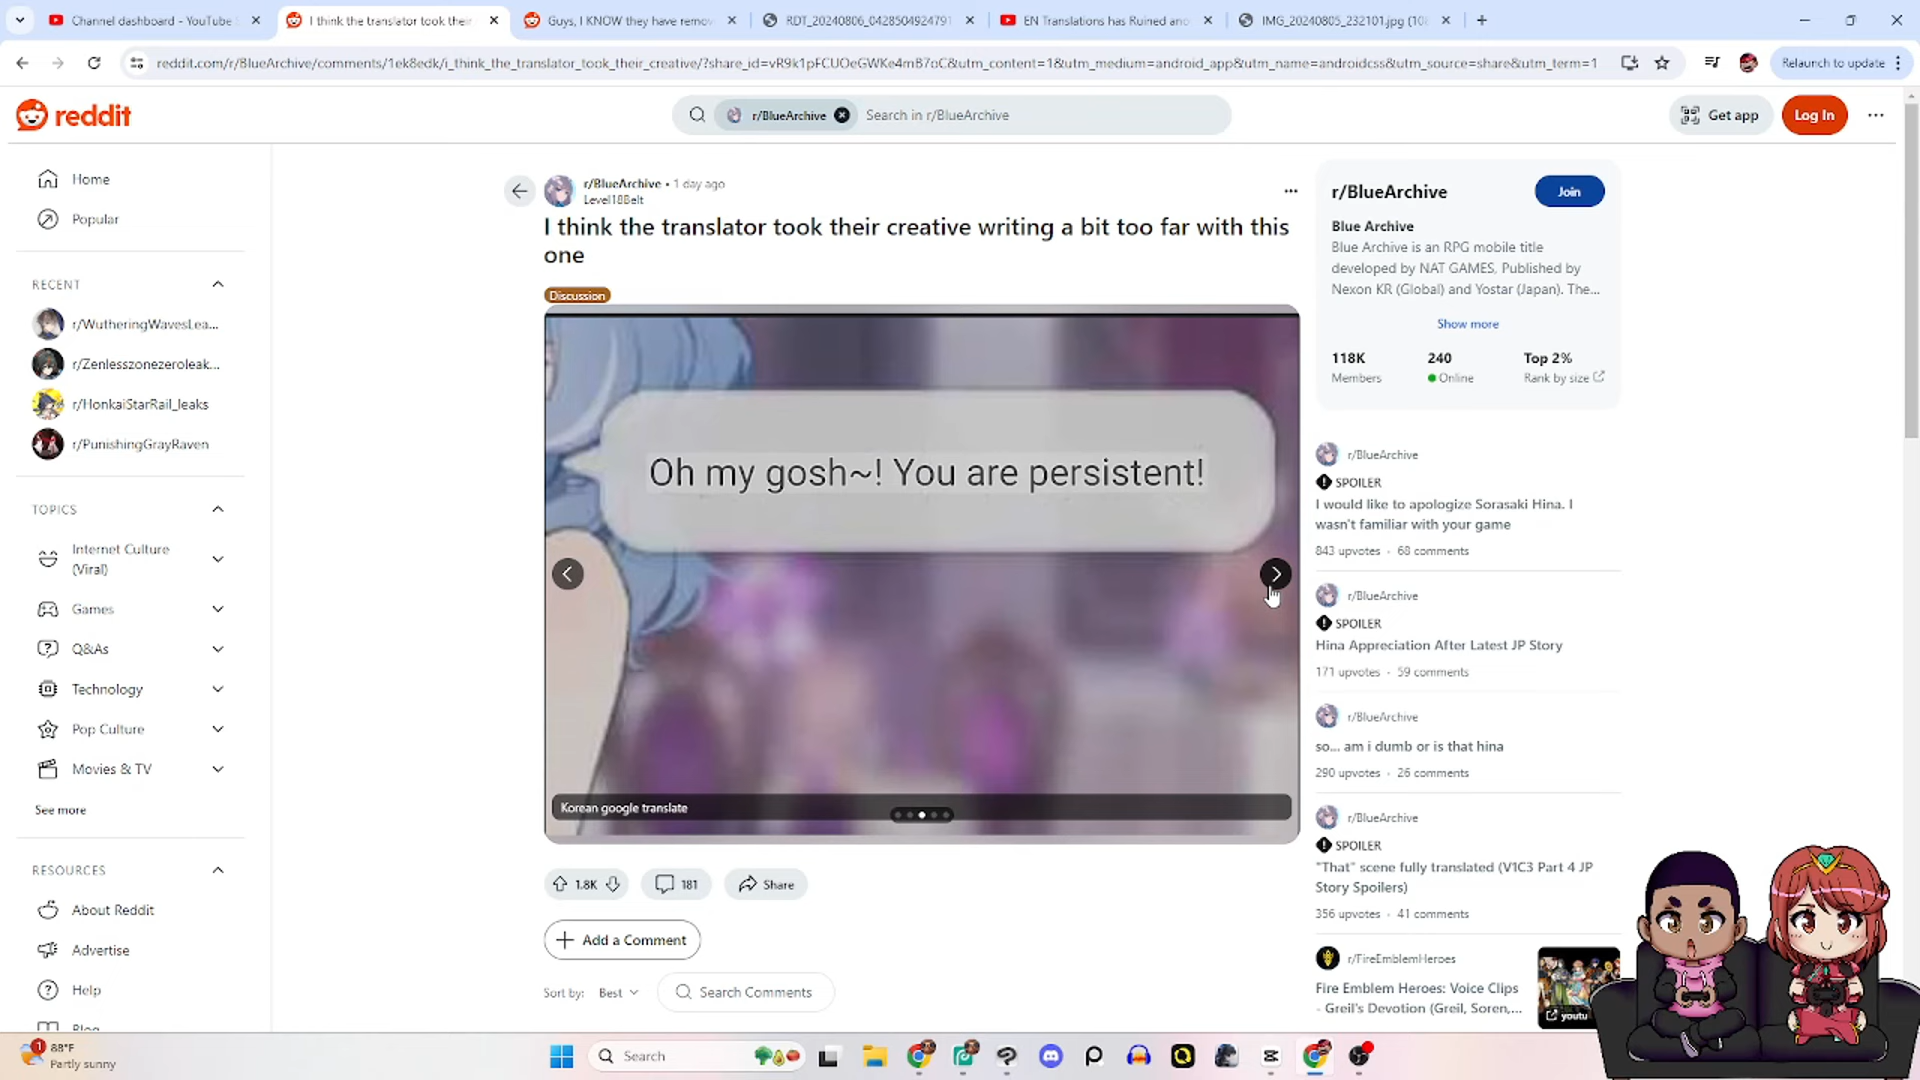 Channel dashboard - YouTube
I think the translator took their
Guys, I KNOW they have remov
RDT_20240806_0428504924791
EN Translations has Ruined ano
IMG_20240805_232101.jpg (10
reddit.com/r/BlueArchive/comments/1ek8edk/i_think_the_translator_took_their_creative/?share_id=vR9k1pFCUOeGWKe4mB7oC&utm_content=1&utm_medium=android_app&utm_name=androidcss&utm_source=share&utm_term=1
Relaunch to update
reddit
r/BlueArchive
Search in r/BlueArchive
Get app
Log In
Home
Popular
RECENT
r/WutheringWavesLea...
r/Zenlesszonezeroleak...
r/HonkaiStarRail_leaks
r/PunishingGrayRaven
TOPICS
Internet Culture
(Viral)
Games
Q&As
Technology
Pop Culture
Movies & TV
See more
RESOURCES
About Reddit
Advertise
Help
Blog
r/BlueArchive • 1 day ago
Level18Belt
I think the translator took their creative writing a bit too far with this
one
Discussion
Oh my gosh~! You are persistent!
Korean google translate
1.8K
181
Share
Add a Comment
Sort by: Best
Search Comments
r/BlueArchive
Join
Blue Archive
Blue Archive is an RPG mobile title
developed by NAT GAMES, Published by
Nexon KR (Global) and Yostar (Japan). The...
Show more
118K 240 Top 2%
Members Online Rank by size
r/BlueArchive
SPOILER
I would like to apologize Sorasaki Hina. I
wasn't familiar with your game
843 upvotes · 68 comments
r/BlueArchive
SPOILER
Hina Appreciation After Latest JP Story
171 upvotes · 59 comments
r/BlueArchive
so... am i dumb or is that hina
290 upvotes · 26 comments
r/BlueArchive
SPOILER
"That" scene fully translated (V1C3 Part 4 JP
Story Spoilers)
356 upvotes · 41 comments
r/FireEmblemHeroes
Fire Emblem Heroes: Voice Clips
- Greil's Devotion (Greil, Soren,...
youtu
1
88°F
Partly sunny
Search